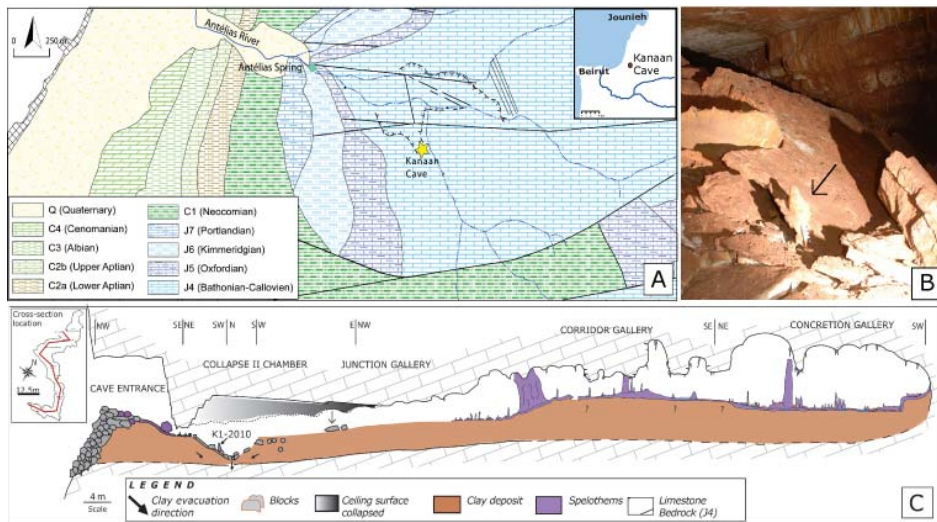 0 250 m
Antélias River
Antélias Spring
Kanaan
Cave
Jounieh
Kanaan
Cave
Beirut
Q (Quaternary)
C4 (Cenomanian)
C3 (Albian)
C2b (Upper Aptian)
C2a (Lower Aptian)
C1 (Neocomian)
J7 (Portlandian)
J6 (Kimmeridgian)
J5 (Oxfordian)
J4 (Bathonian-Callovien)
A
B
Cross-section
location
N
12.5m
NW
SE NE
SW N
S W
E NW
SE NE
SW
CAVE ENTRANCE
COLLAPSE II CHAMBER
JUNCTION GALLERY
CORRIDOR GALLERY
CONCRETION GALLERY
K1-2010
? ? ?
4 m
Scale
LEGEND
Clay evacuation
direction
Blocks
Ceiling surface
collapsed
Clay deposit
Spelothems
Limestone
Bedrock (J4)
C